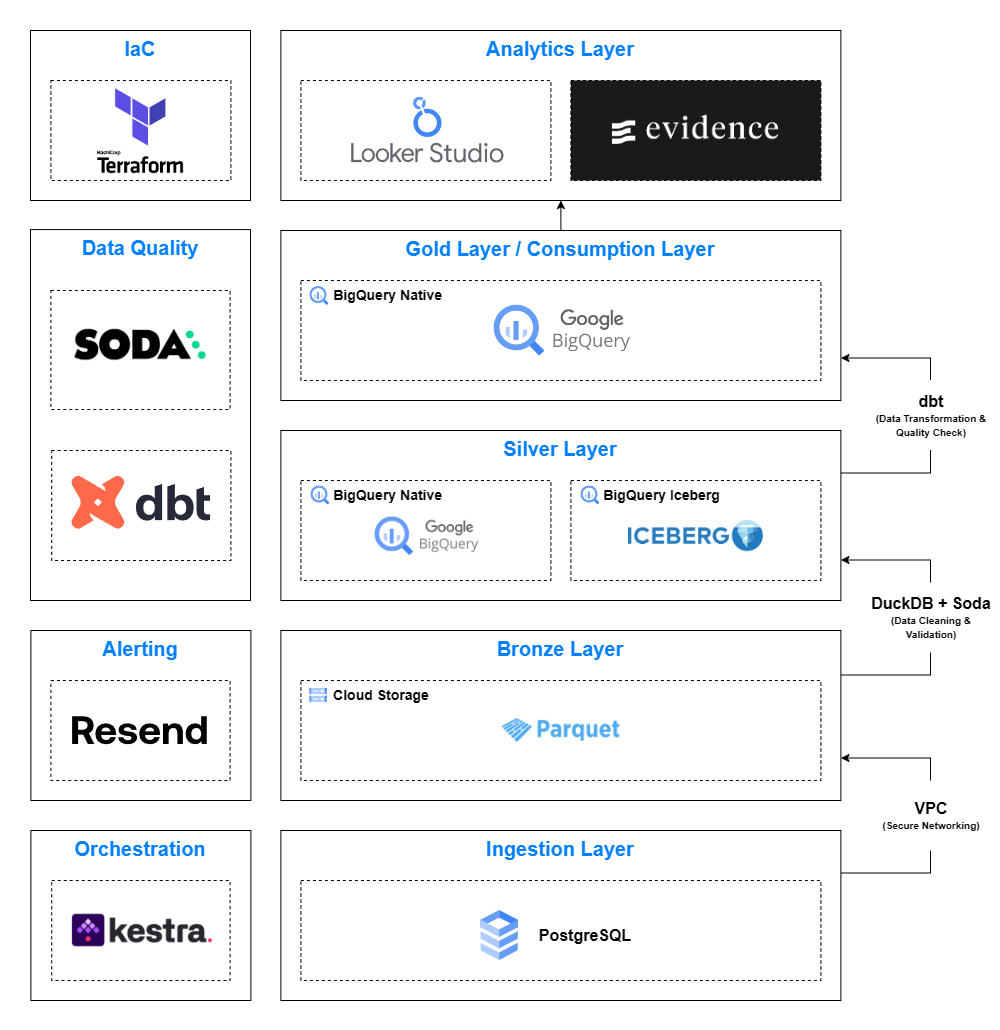 IaC
HashiCorp
Terraform
Analytics Layer
Looker Studio
evidence
Data Quality
SODA
dbt
Gold Layer / Consumption Layer
BigQuery Native
Google
BigQuery
dbt
(Data Transformation &
Quality Check)
Silver Layer
BigQuery Native
Google
BigQuery
BigQuery Iceberg
ICEBERG
DuckDB + Soda
(Data Cleaning &
Validation)
Alerting
Resend
Bronze Layer
Cloud Storage
Parquet
VPC
(Secure Networking)
Orchestration
kestra.
Ingestion Layer
PostgreSQL